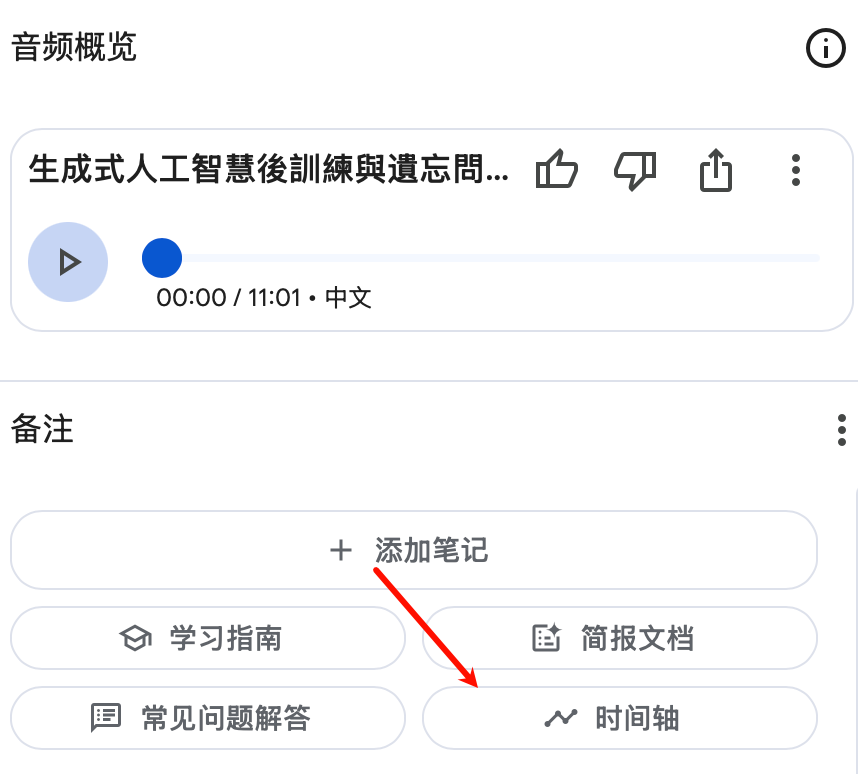 音频概览
生成式人工智慧後訓練與遺忘問...
00:00 / 11:01 • 中文
备注
添加笔记
学习指南
简报文档
常见问题解答
时间轴